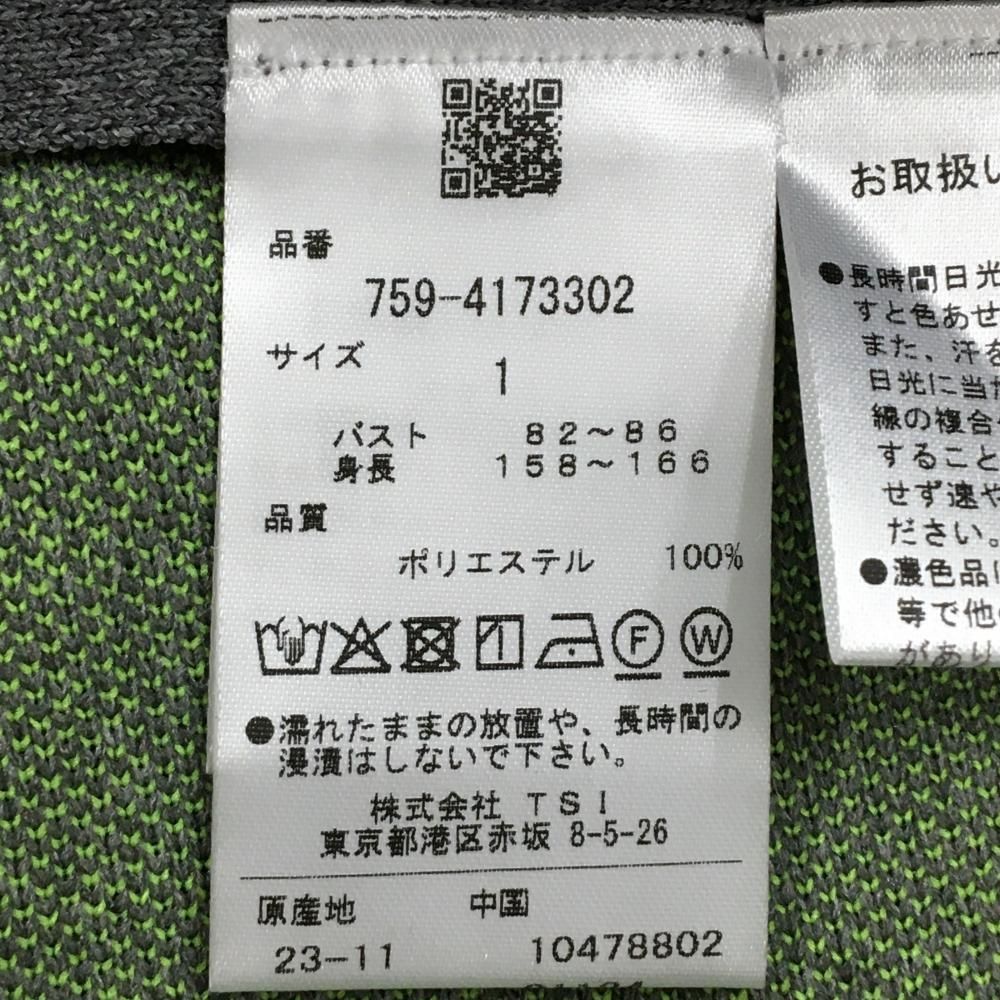 品番
759-4173302
サイズ
1
バスト 82～86
身長 158～166
品質
ポリエステル 100%
F W
●濡れたままの放置や、長時間の
浸漬はしないで下さい。
株式会社 TSI
東京都港区赤坂 8-5-26
原産地 中国
23-11 10478802
お取扱い
●長時間日光
すと色あせ
また、汗を
日光に当た
線の複合
すること
せず速や
ださい。
●濃色品は
等で他
があり